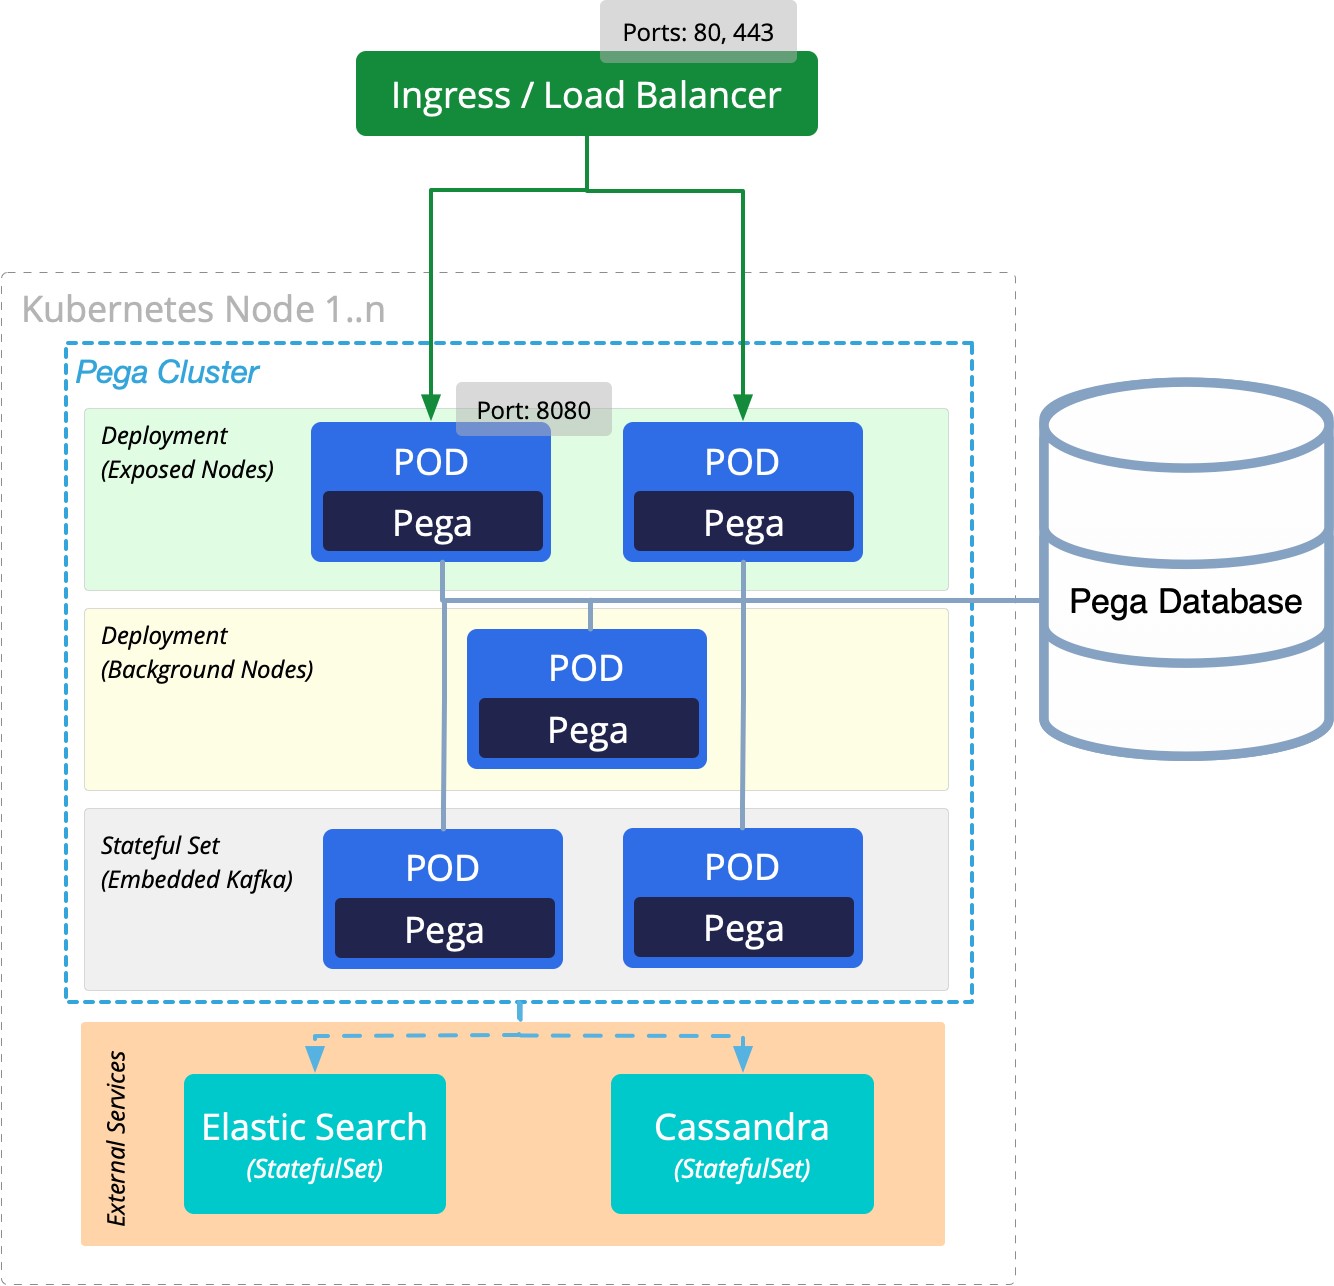 Ports: 80, 443
Ingress / Load Balancer
Kubernetes Node 1..n
Pega Cluster
Port: 8080
Deployment
(Exposed Nodes)
POD
Pega
POD
Pega
Pega Database
Deployment
(Background Nodes)
POD
Pega
Stateful Set
(Embedded Kafka)
POD
Pega
POD
Pega
External Services
Elastic Search
(StatefulSet)
Cassandra
(StatefulSet)